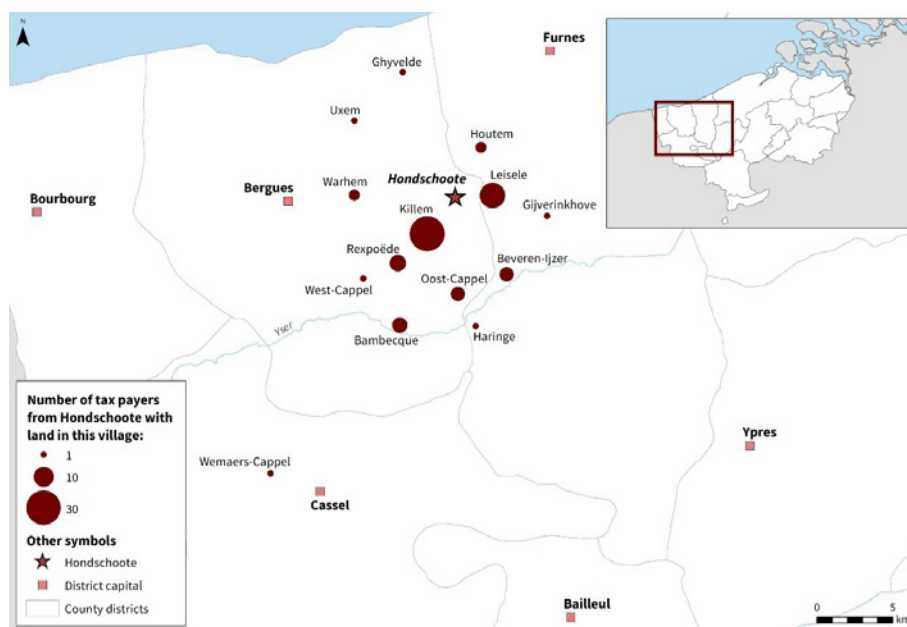 N
Furnes
Ghyvelde
Uxem
Houtem
Hondschoote
Leisele
Warhem
Bergues
Bourbourg
Killem
Gijverinkhove
Rexpoëde
Beveren-Ijzer
West-Cappel
Oost-Cappel
Yser
Bambecque
Haringe
Number of tax payers
from Hondschoote with
land in this village:
1
10
30
Other symbols
Hondschoote
District capital
County districts
Wemaers-Cappel
Cassel
Ypres
Bailleul
0 5
km